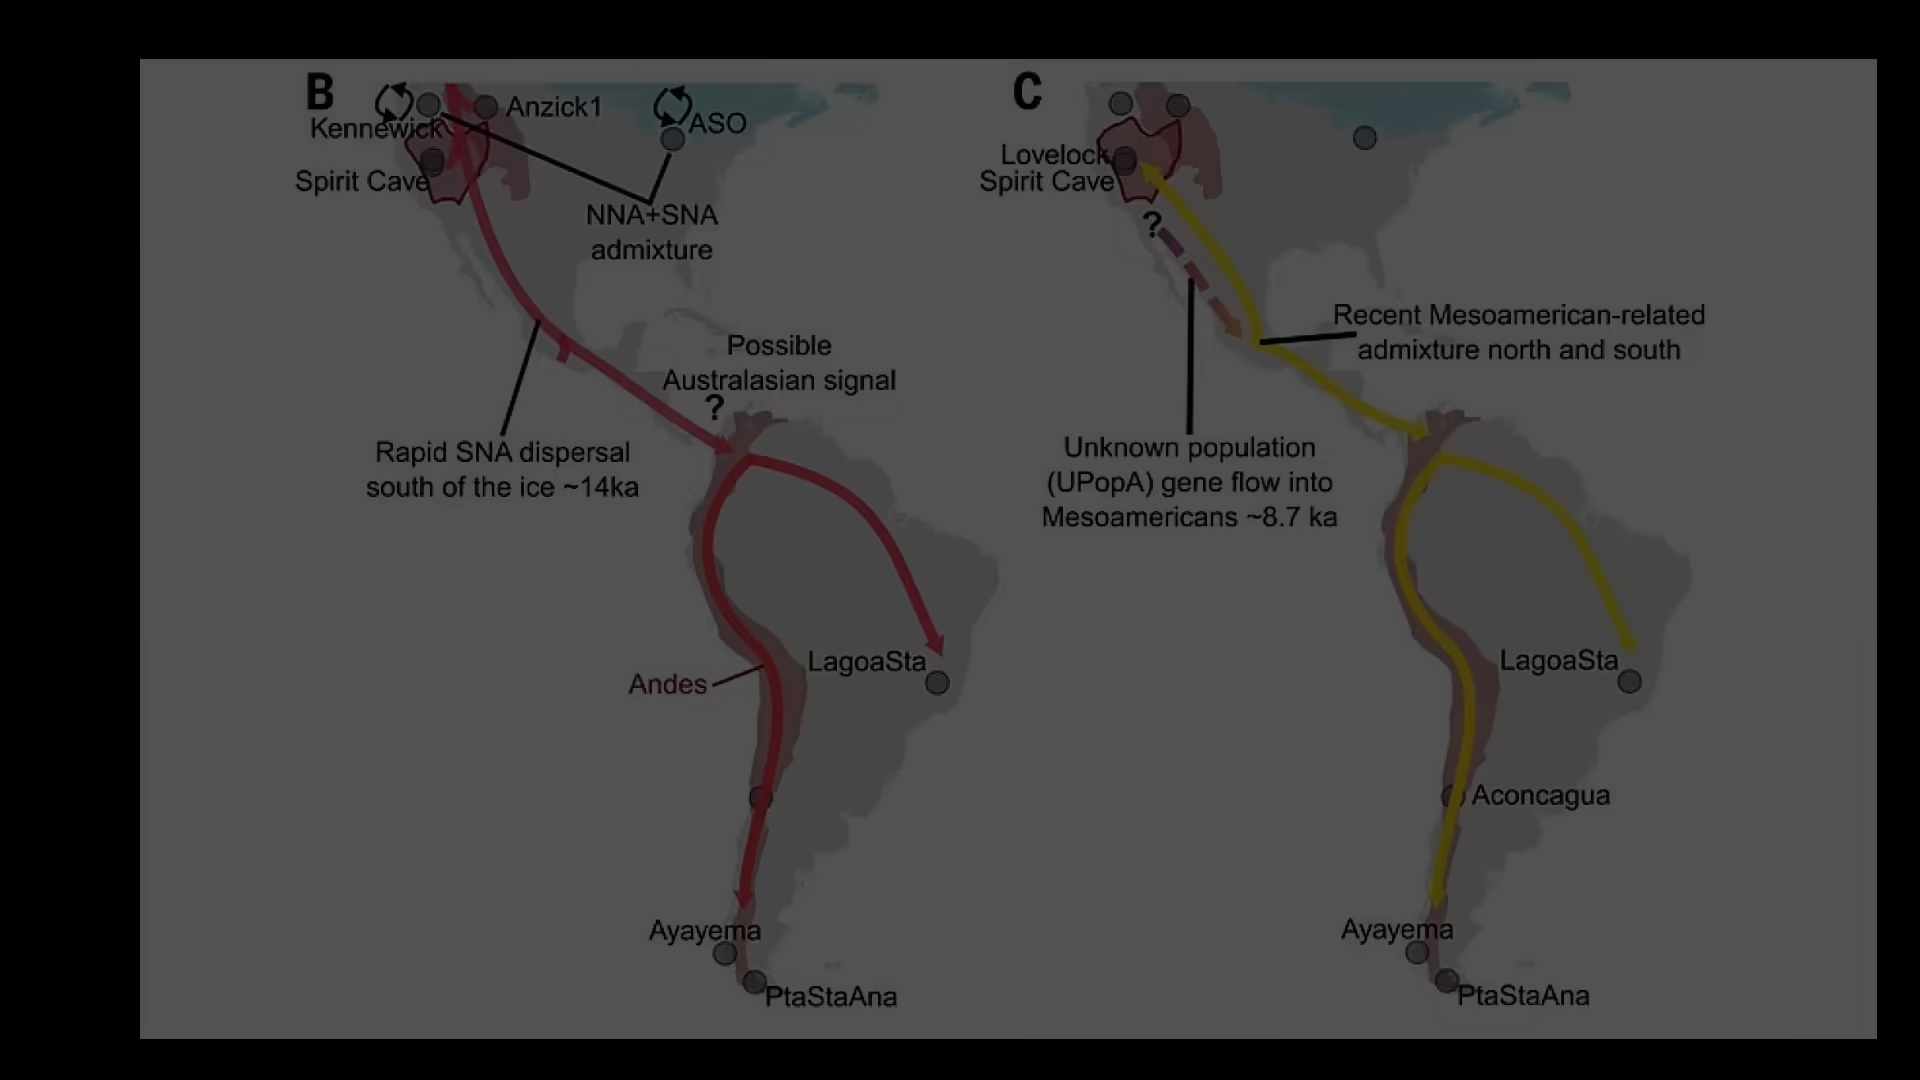 B
Anzick1
Kennewick
ASO
Spirit Cave
NNA+SNA
admixture
Possible
Australasian signal
?
Rapid SNA dispersal
south of the ice ~14ka
Andes
LagoaSta
Ayayema
PtaStaAna
C
Lovelock
Spirit Cave
?
Recent Mesoamerican-related
admixture north and south
Unknown population
(UPopA) gene flow into
Mesoamericans ~8.7 ka
LagoaSta
Aconcagua
Ayayema
PtaStaAna